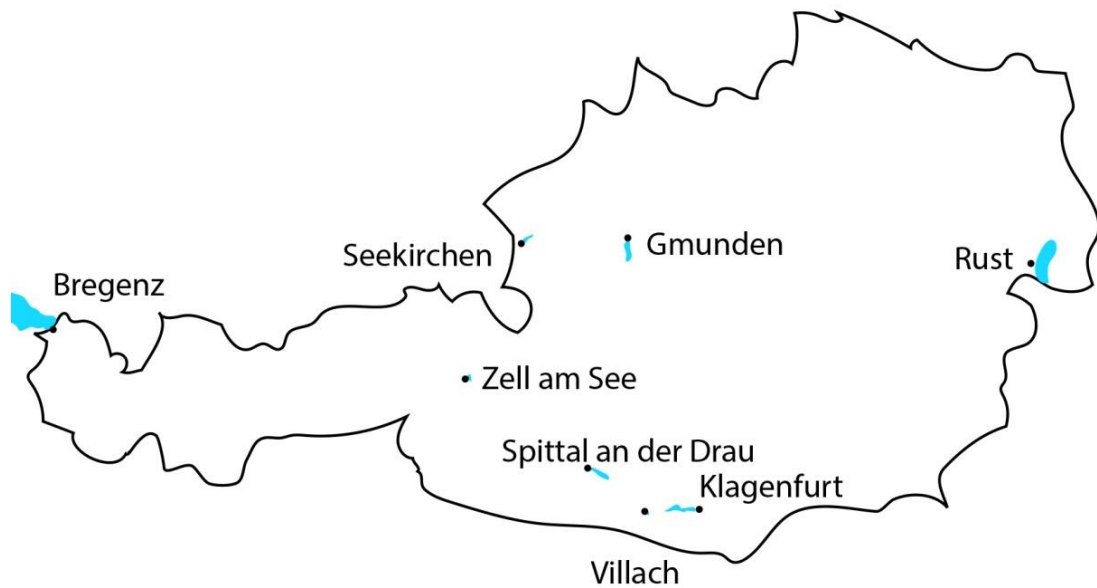 Seekirchen
Gmunden
Rust
Bregenz
Zell am See
Spittal an der Drau
Klagenfurt
Villach